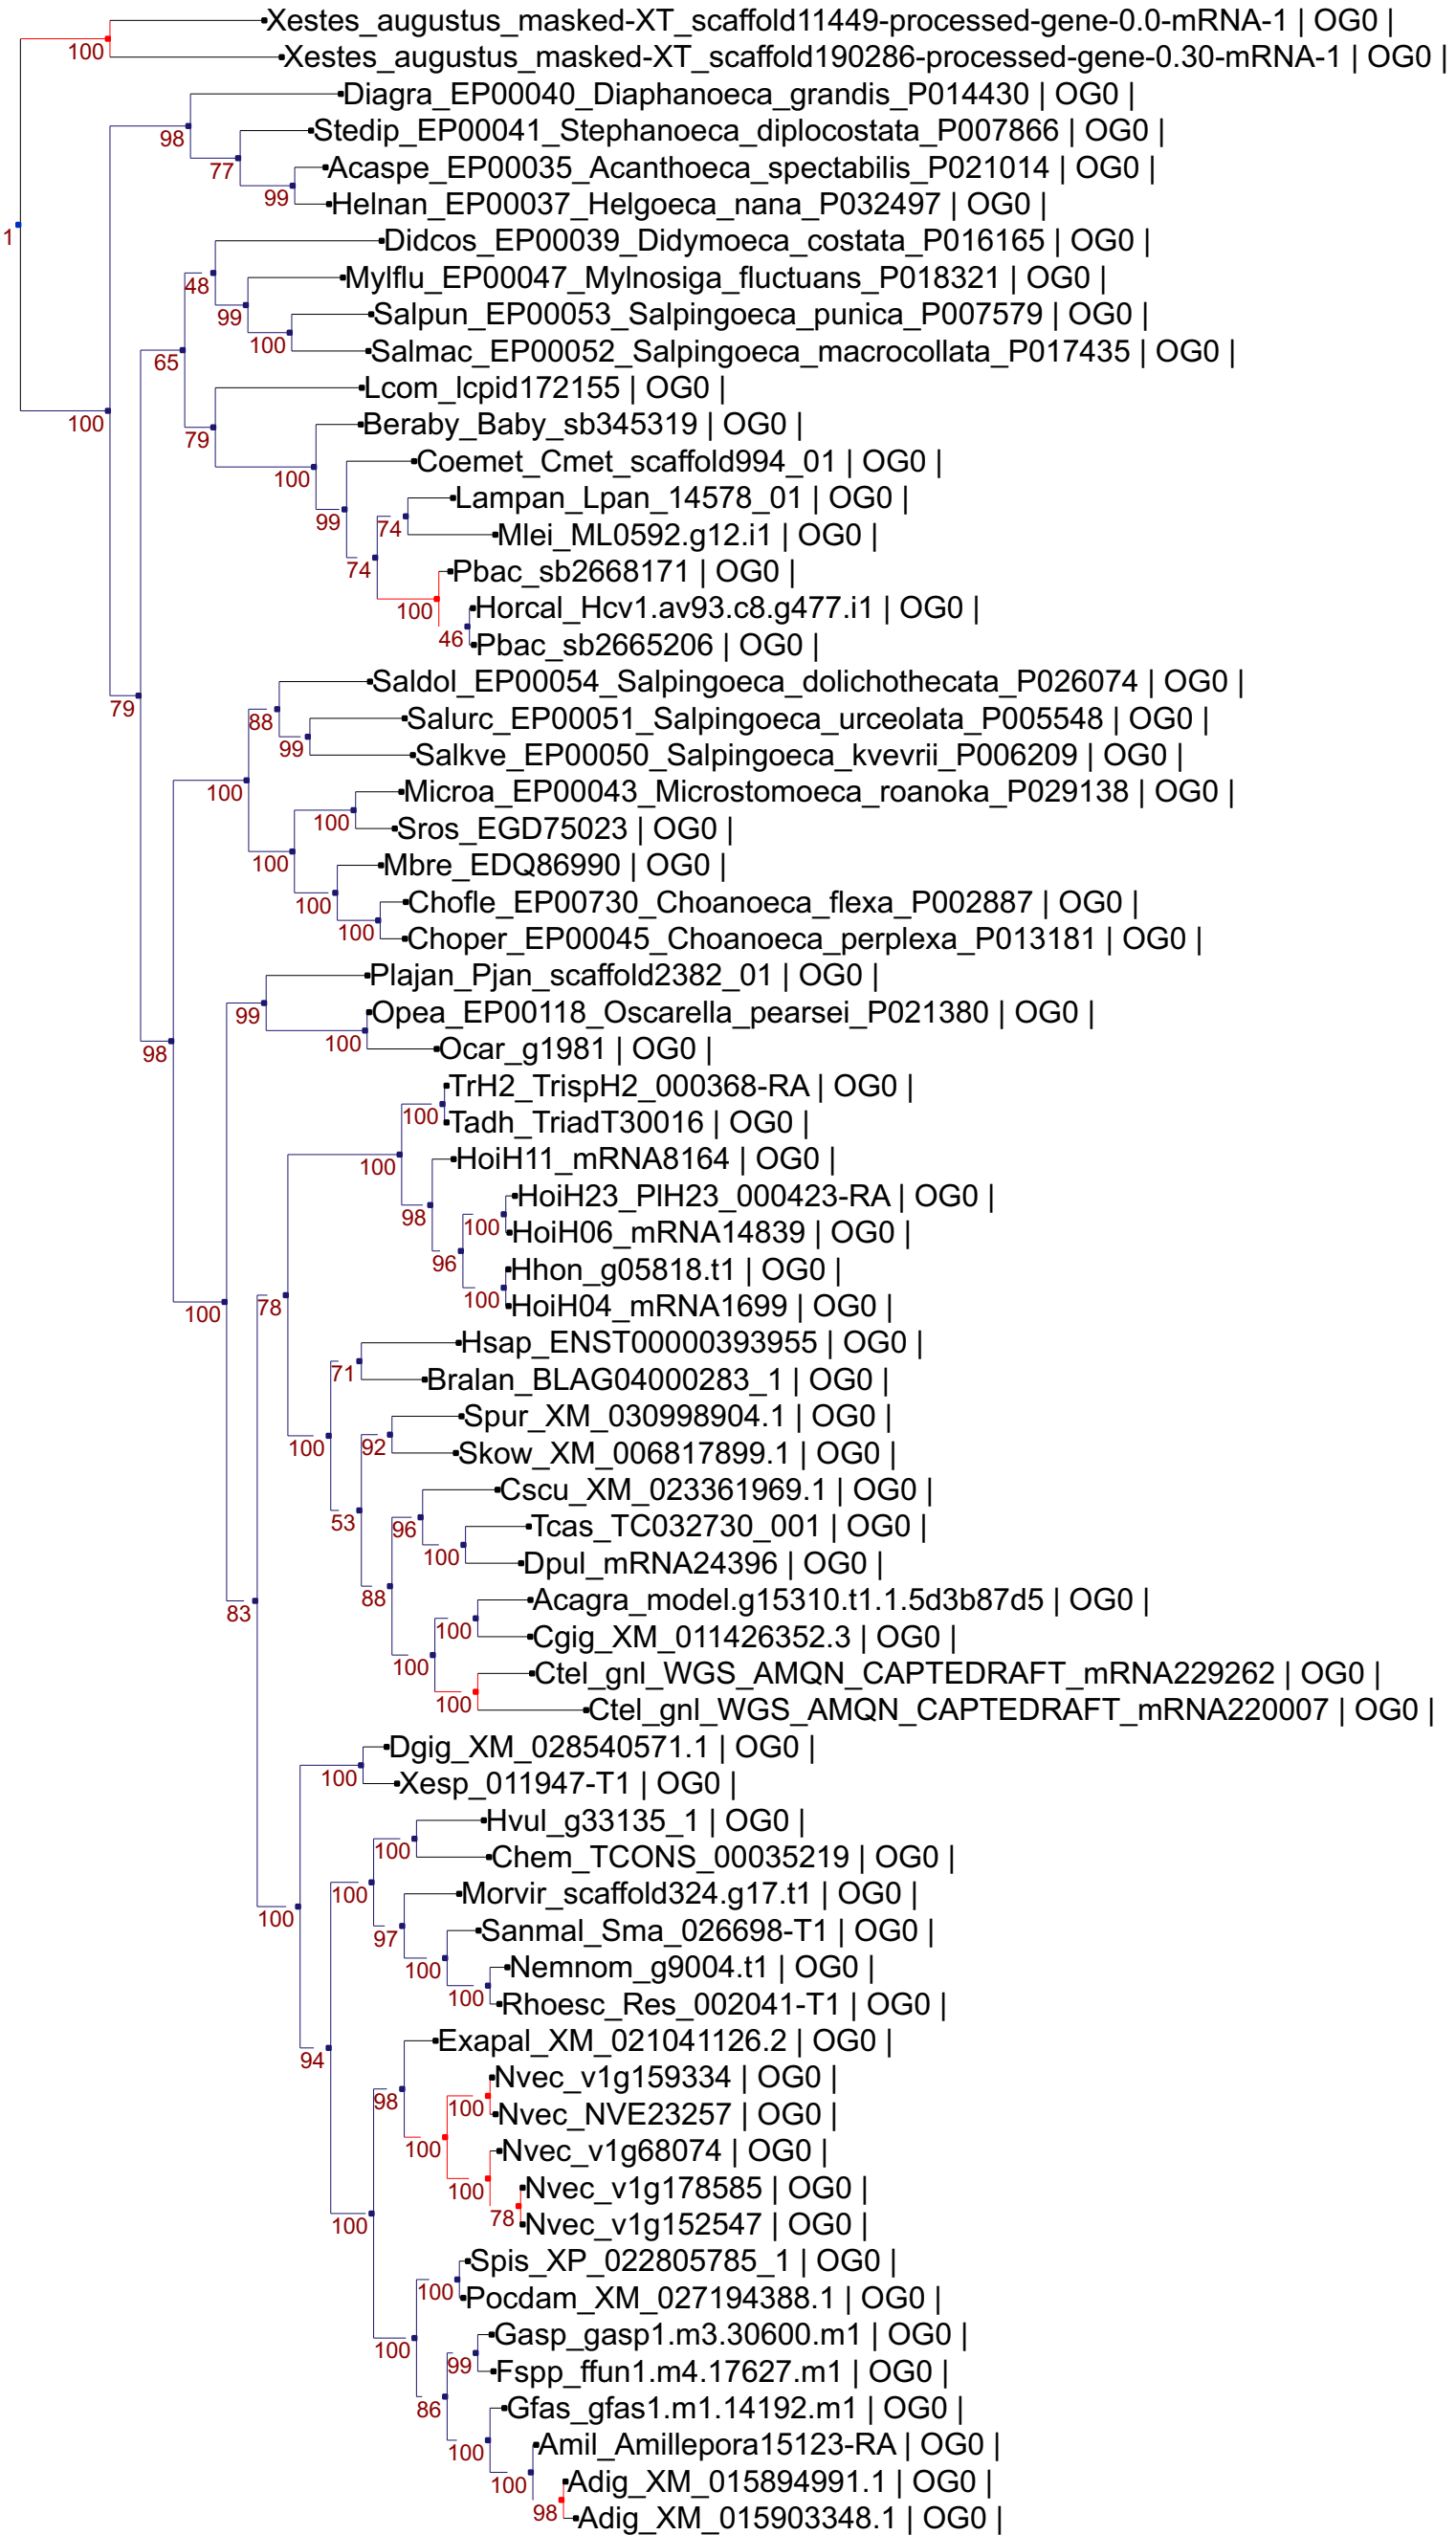 Xestes_augustus_masked-XT_scaffold11449-processed-gene-0.0-mRNA-1 | OG0 |
100
Xestes_augustus_masked-XT_scaffold190286-processed-gene-0.30-mRNA-1 | OG0 |
Diagra_EP00040_Diaphanoeca_grandis_P014430 | OG0 |
98
Stedip_EP00041_Stephanoeca_diplocostata_P007866 | OG0 |
77
Acaspe_EP00035_Acanthoeca_spectabilis_P021014 | OG0 |
99
Helnan_EP00037_Helgoeca_nana_P032497 | OG0 |
1
Didcos_EP00039_Didymoeca_costata_P016165 | OG0 |
48
Mylflu_EP00047_Mylnosiga_fluctuans_P018321 | OG0 |
99
Salpun_EP00053_Salpingoeca_punica_P007579 | OG0 |
100
Salmac_EP00052_Salpingoeca_macrocollata_P017435 | OG0 |
65
Lcom_lcpid172155 | OG0 |
100
79
Beraby_Baby_sb345319 | OG0 |
100
Coemet_Cmet_scaffold994_01 | OG0 |
99
Lampan_Lpan_14578_01 | OG0 |
74
Mlei_ML0592.g12.i1 | OG0 |
74
Pbac_sb2668171 | OG0 |
100
Horcal_Hcv1.av93.c8.g477.i1 | OG0 |
46
Pbac_sb2665206 | OG0 |
79
Saldol_EP00054_Salpingoeca_dolichothecata_P026074 | OG0 |
88
Salurc_EP00051_Salpingoeca_urceolata_P005548 | OG0 |
99
Salkve_EP00050_Salpingoeca_kvevrii_P006209 | OG0 |
100
Microa_EP00043_Microstomoeca_roanoka_P029138 | OG0 |
100
Sros_EGD75023 | OG0 |
100
Mbre_EDQ86990 | OG0 |
100
Chofle_EP00730_Choanoeca_flexa_P002887 | OG0 |
100
Choper_EP00045_Choanoeca_perplexa_P013181 | OG0 |
98
Plajan_Pjan_scaffold2382_01 | OG0 |
99
Opea_EP00118_Oscarella_pearsei_P021380 | OG0 |
100
Ocar_g1981 | OG0 |
TrH2_TrispH2_000368-RA | OG0 |
100
Tadh_TriadT30016 | OG0 |
100
HoiH11_mRNA8164 | OG0 |
98
HoiH23_PlH23_000423-RA | OG0 |
100
HoiH06_mRNA14839 | OG0 |
96
Hhon_g05818.t1 | OG0 |
100
HoiH04_mRNA1699 | OG0 |
100
78
Hsap_ENST00000393955 | OG0 |
71
Bralan_BLAG04000283_1 | OG0 |
100
Spur_XM_030998904.1 | OG0 |
92
Skow_XM_006817899.1 | OG0 |
53
Cscu_XM_023361969.1 | OG0 |
96
Tcas_TC032730_001 | OG0 |
100
Dpul_mRNA24396 | OG0 |
88
83
Acagra_model.g15310.t1.1.5d3b87d5 | OG0 |
100
Cgig_XM_011426352.3 | OG0 |
100
Ctel_gnl_WGS_AMQN_CAPTEDRAFT_mRNA229262 | OG0 |
100
Ctel_gnl_WGS_AMQN_CAPTEDRAFT_mRNA220007 | OG0 |
Dgig_XM_028540571.1 | OG0 |
100
Xesp_011947-T1 | OG0 |
Hvul_g33135_1 | OG0 |
100
Chem_TCONS_00035219 | OG0 |
100
Morvir_scaffold324.g17.t1 | OG0 |
100
97
Sanmal_Sma_026698-T1 | OG0 |
100
Nemnom_g9004.t1 | OG0 |
100
Rhoesc_Res_002041-T1 | OG0 |
94
Exapal_XM_021041126.2 | OG0 |
98
Nvec_v1g159334 | OG0 |
100
Nvec_NVE23257 | OG0 |
100
Nvec_v1g68074 | OG0 |
100
Nvec_v1g178585 | OG0 |
78
Nvec_v1g152547 | OG0 |
100
Spis_XP_022805785_1 | OG0 |
100
Pocdam_XM_027194388.1 | OG0 |
100
Gasp_gasp1.m3.30600.m1 | OG0 |
99
Fspp_ffun1.m4.17627.m1 | OG0 |
86
Gfas_gfas1.m1.14192.m1 | OG0 |
100
Amil_Amillepora15123-RA | OG0 |
100
Adig_XM_015894991.1 | OG0 |
98
Adig_XM_015903348.1 | OG0 |